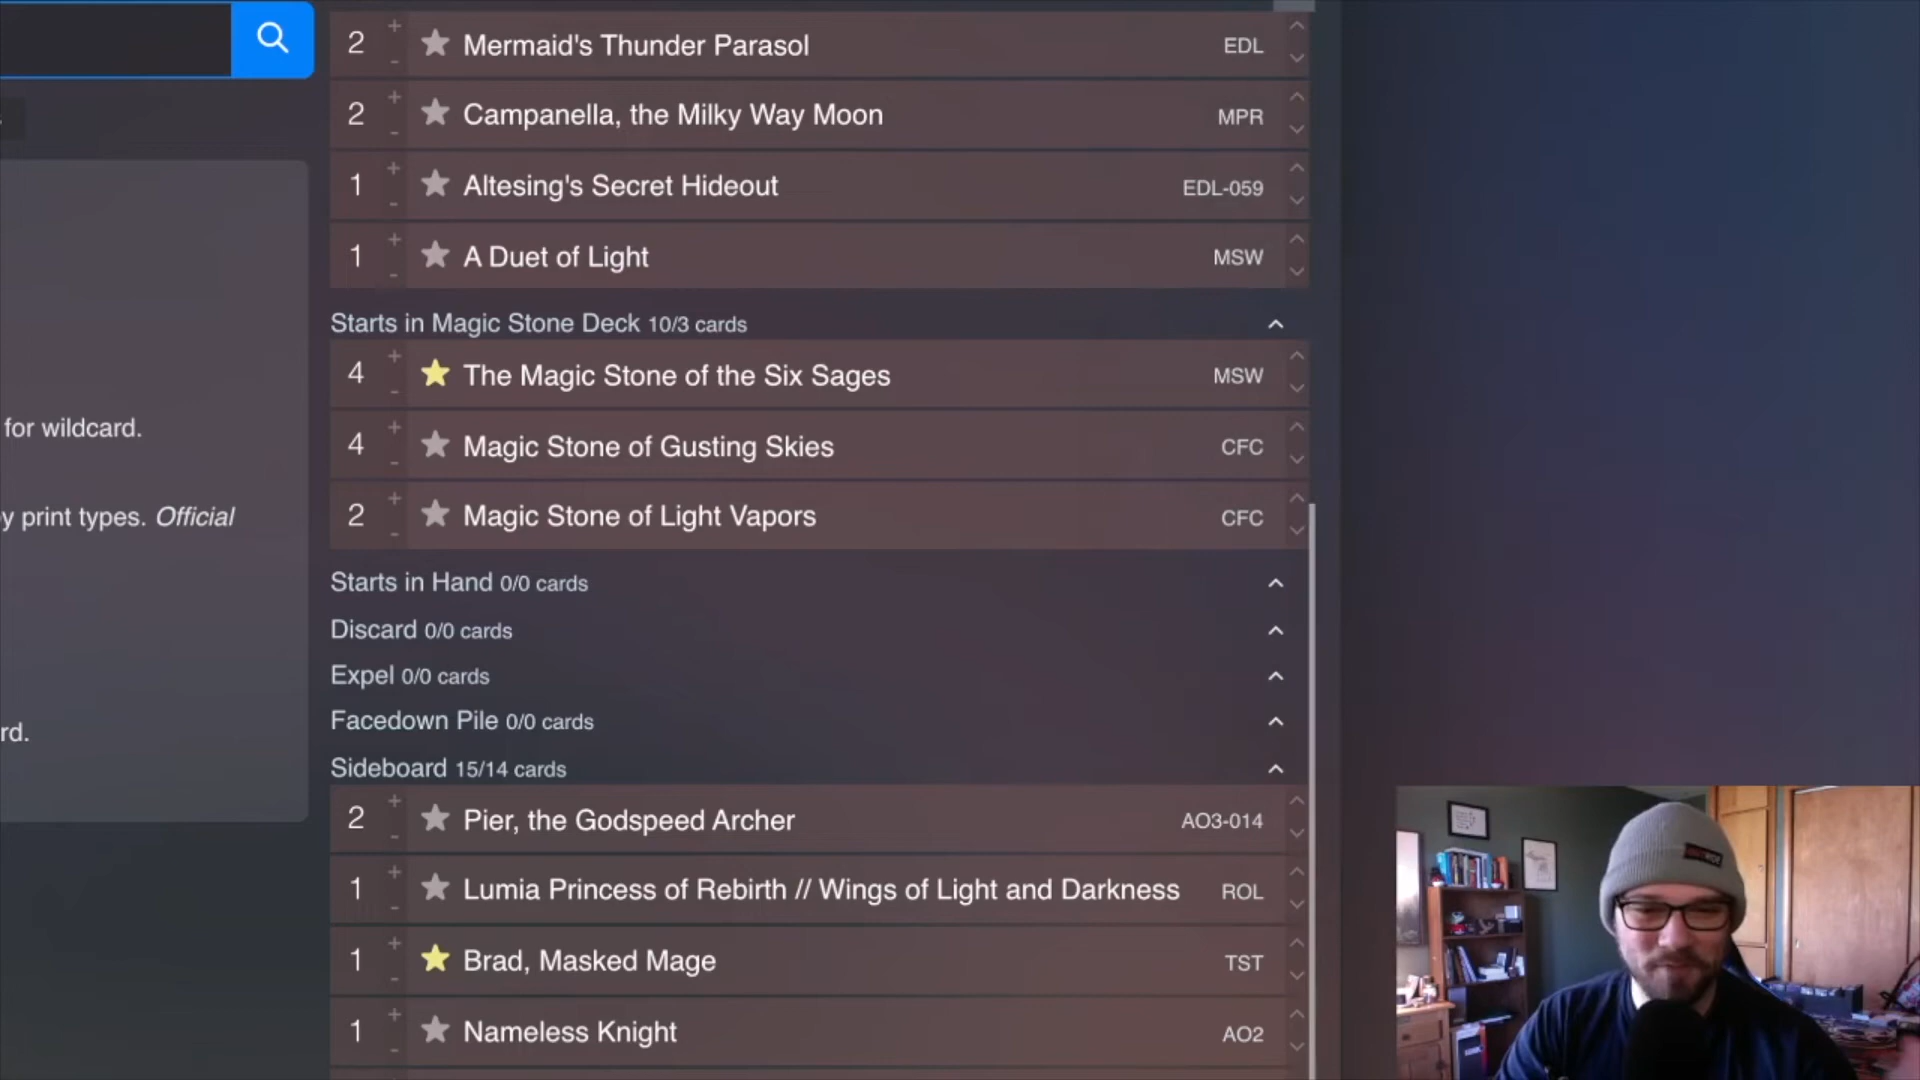 2 + - Mermaid's Thunder Parasol EDL
2 + - Campanella, the Milky Way Moon MPR
1 + - Altesing's Secret Hideout EDL-059
1 + - A Duet of Light MSW
Starts in Magic Stone Deck 10/3 cards
4 + - The Magic Stone of the Six Sages MSW
for wildcard.
4 + - Magic Stone of Gusting Skies CFC
y print types. Official
2 + - Magic Stone of Light Vapors CFC
Starts in Hand 0/0 cards
Discard 0/0 cards
Expel 0/0 cards
Facedown Pile 0/0 cards
rd.
Sideboard 15/14 cards
2 + - Pier, the Godspeed Archer AO3-014
1 + - Lumia Princess of Rebirth // Wings of Light and Darkness ROL
1 + - Brad, Masked Mage TST
1 + - Nameless Knight AO2